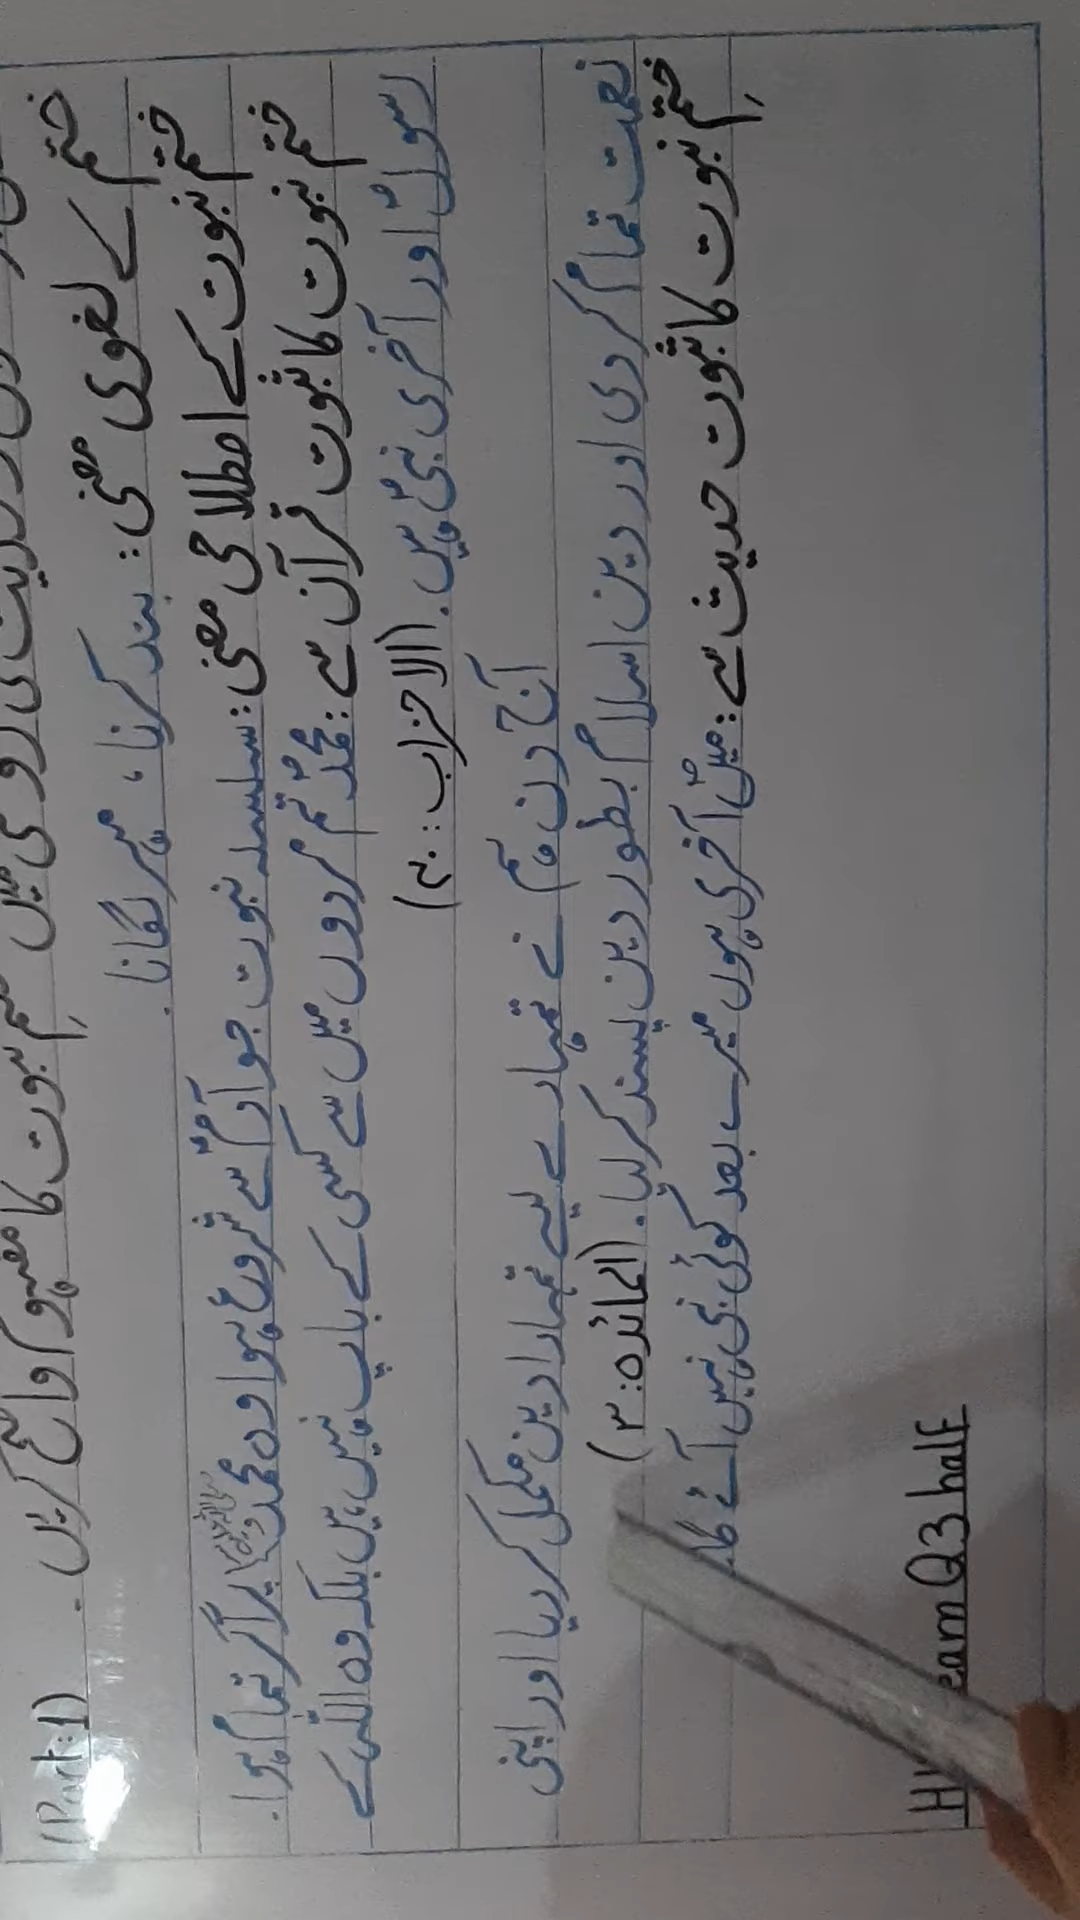 کی روشنی میں ختم نبوت کا مفہوم واضح کریں - (Part:1)
ختم کے لغوی معنی: بند کرنا، مہر لگانا.
ختم نبوت کے اصطلاحی معنی: سلسلہ نبوت جو آدمؑ سے شروع ہوا وہ محمد ﷺ پر آکر تمام ہوا.
ختم نبوت کا ثبوت قرآن سے: محمدؐ تم مردوں میں سے کسی کے باپ نہیں ہیں بلکہ وہ اللہ کے
رسولؐ اور آخری نبیؐ ہیں. (الاحزاب: ۴۰)
آج دن ہم نے تمہارے لیے تمہارا دین مکمل کر دیا اور اپنی
نعمت تمام کر دی اور دین اسلام بطور دین پسند کر لیا. (المائدہ: ۳)
ختمِ نبوت کا ثبوت حدیث سے: میںؐ آخری ہوں میرے بعد کوئی نبی نہیں آئے گا.
Q3 half